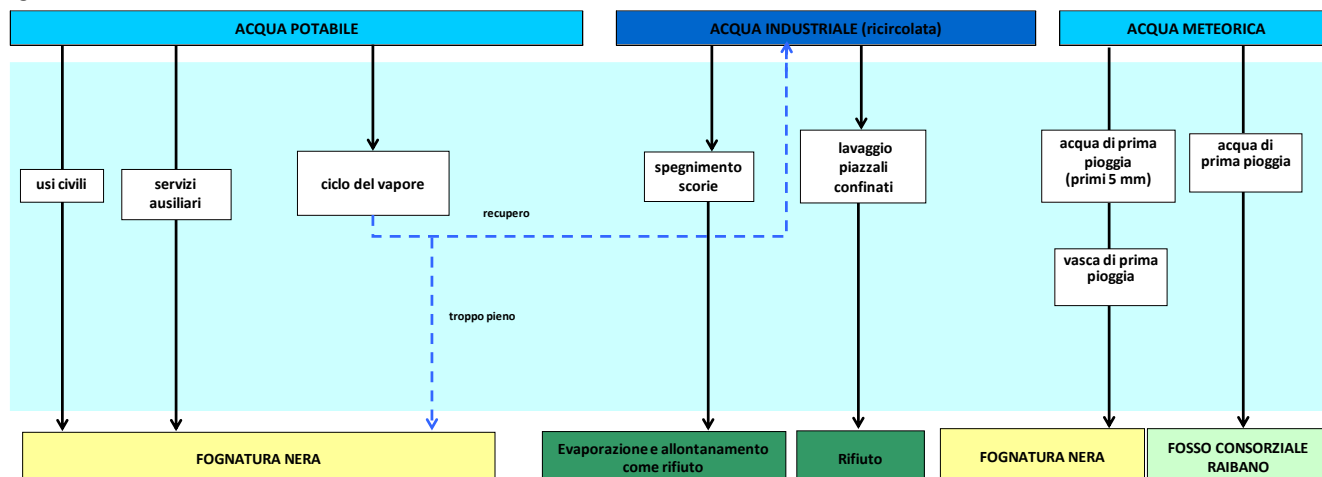 ACQUA POTABILE
ACQUA INDUSTRIALE (ricircolata)
ACQUA METEORICA
usi civili
servizi
ausiliari
ciclo del vapore
spegnimento
scorie
lavaggio
piazzali
confinati
acqua di prima
pioggia
(primi 5 mm)
acqua di
prima pioggia
recupero
vasca di prima
pioggia
troppo pieno
FOGNATURA NERA
Evaporazione e allontanamento
come rifiuto
Rifiuto
FOGNATURA NERA
FOSSO CONSORZIALE
RAIBANO